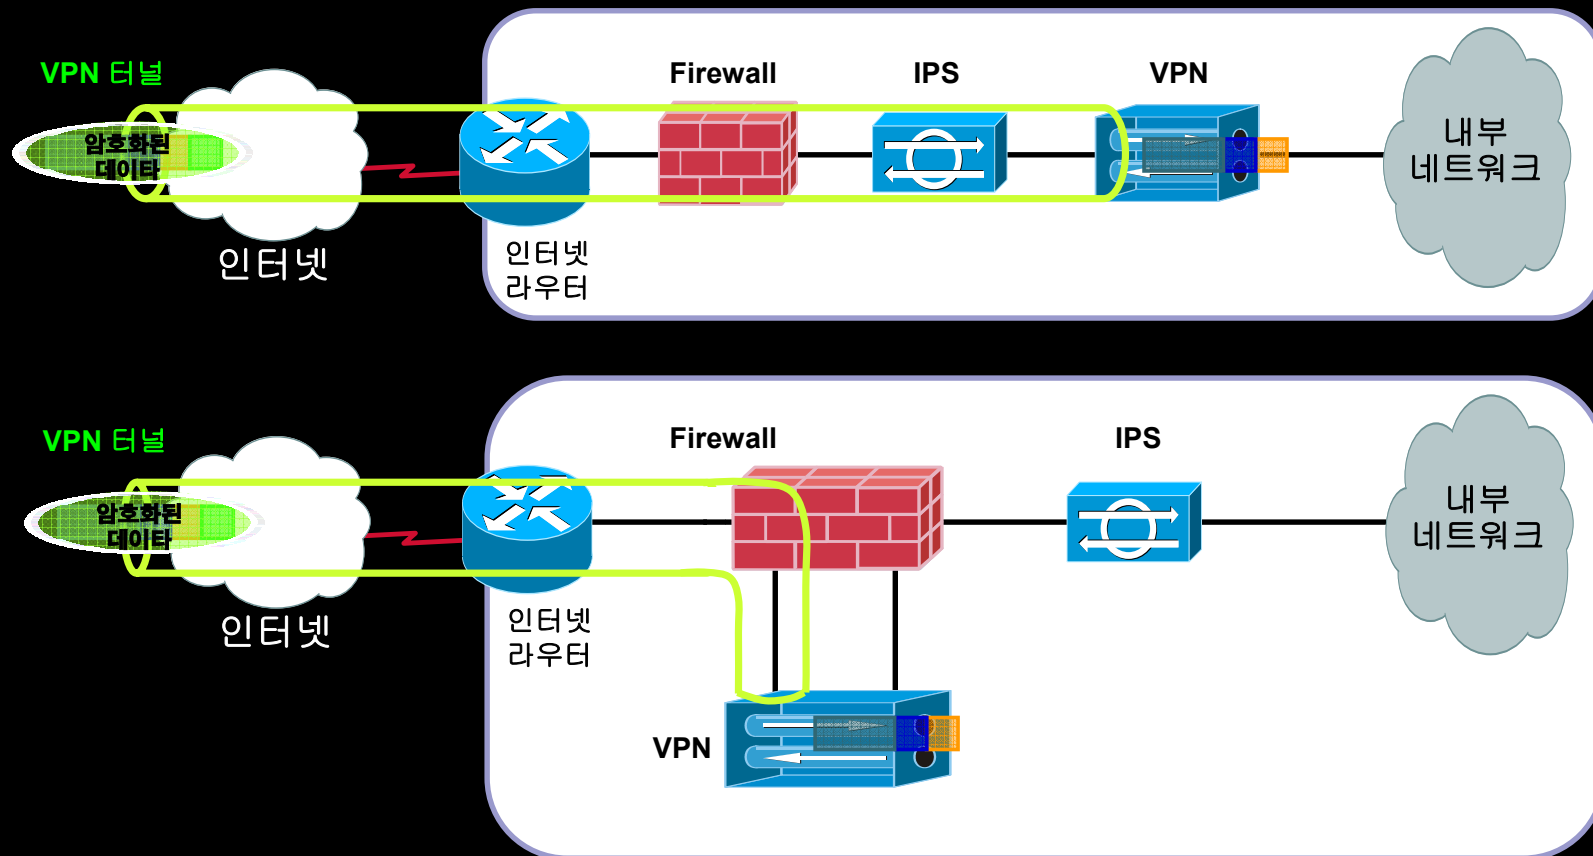 VPN 터널
Firewall
IPS
VPN
암호화된
데이타
내부
네트워크
인터넷
인터넷
라우터
VPN 터널
Firewall
IPS
암호화된
데이타
내부
네트워크
인터넷
인터넷
라우터
VPN